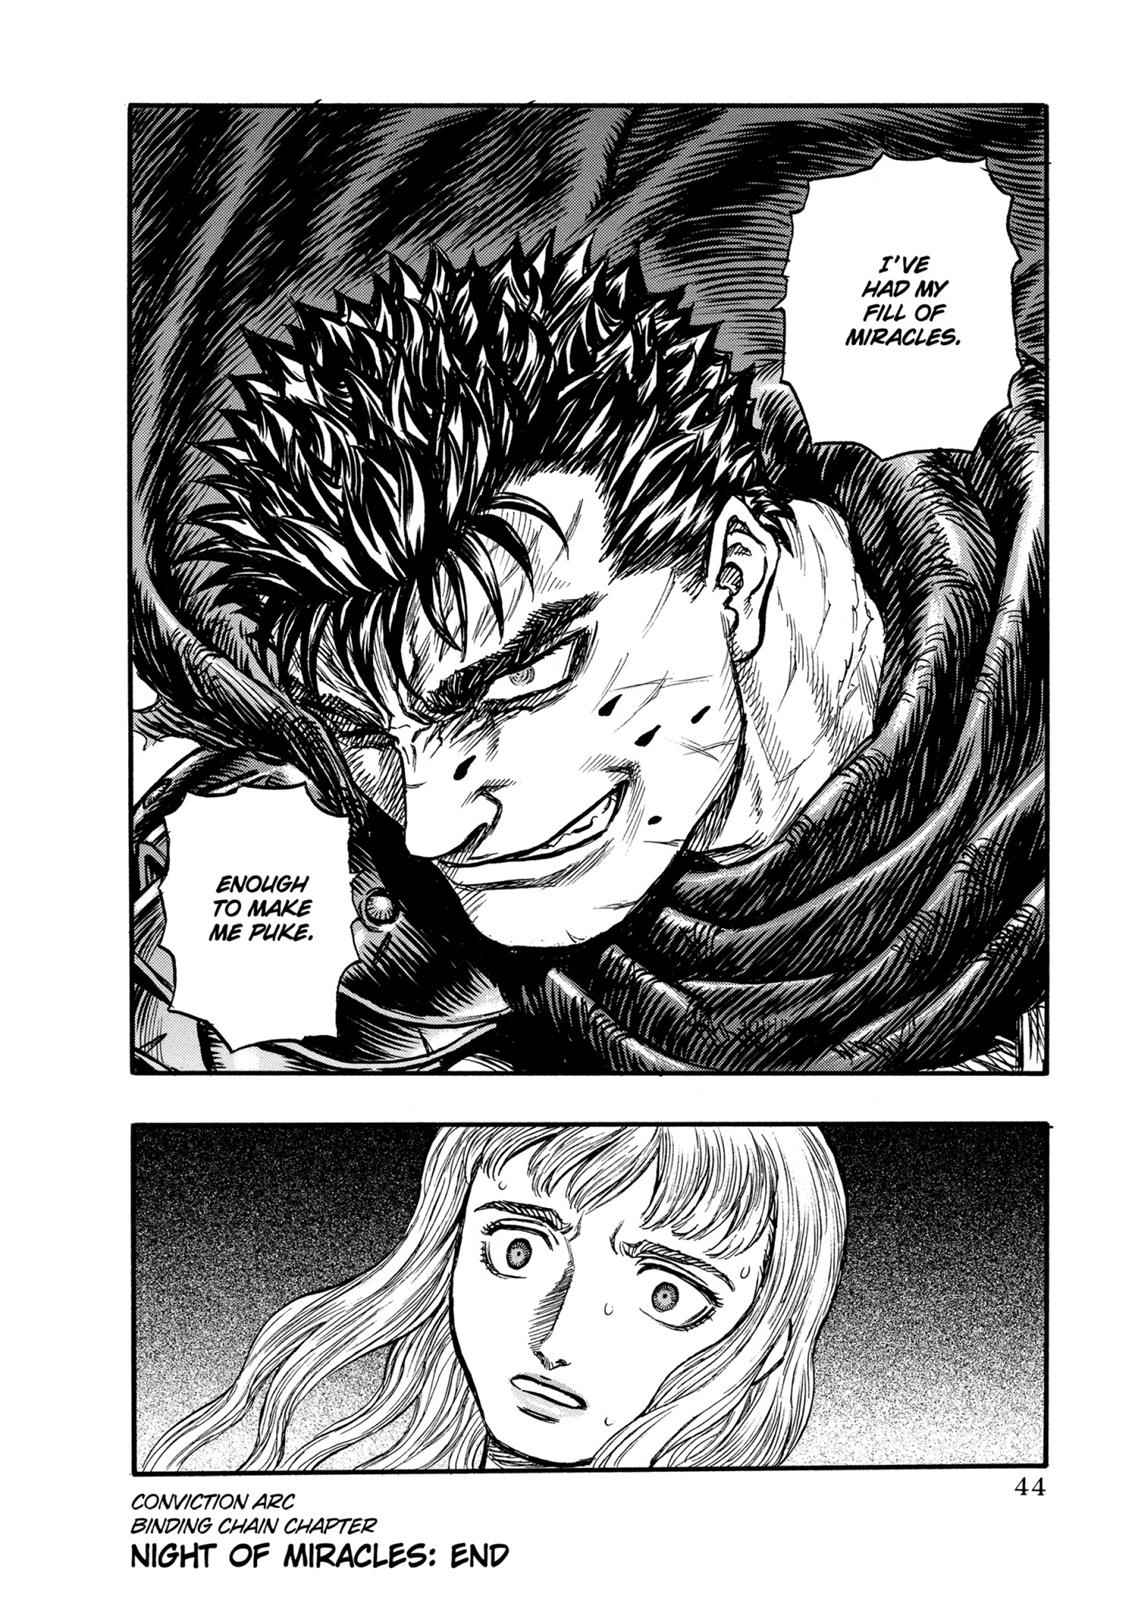 I'VE
HAD MY
FILL OF
MIRACLES.
ENOUGH
TO MAKE
ME PUKE.
44
CONVICTION ARC
BINDING CHAIN CHAPTER
NIGHT OF MIRACLES: END